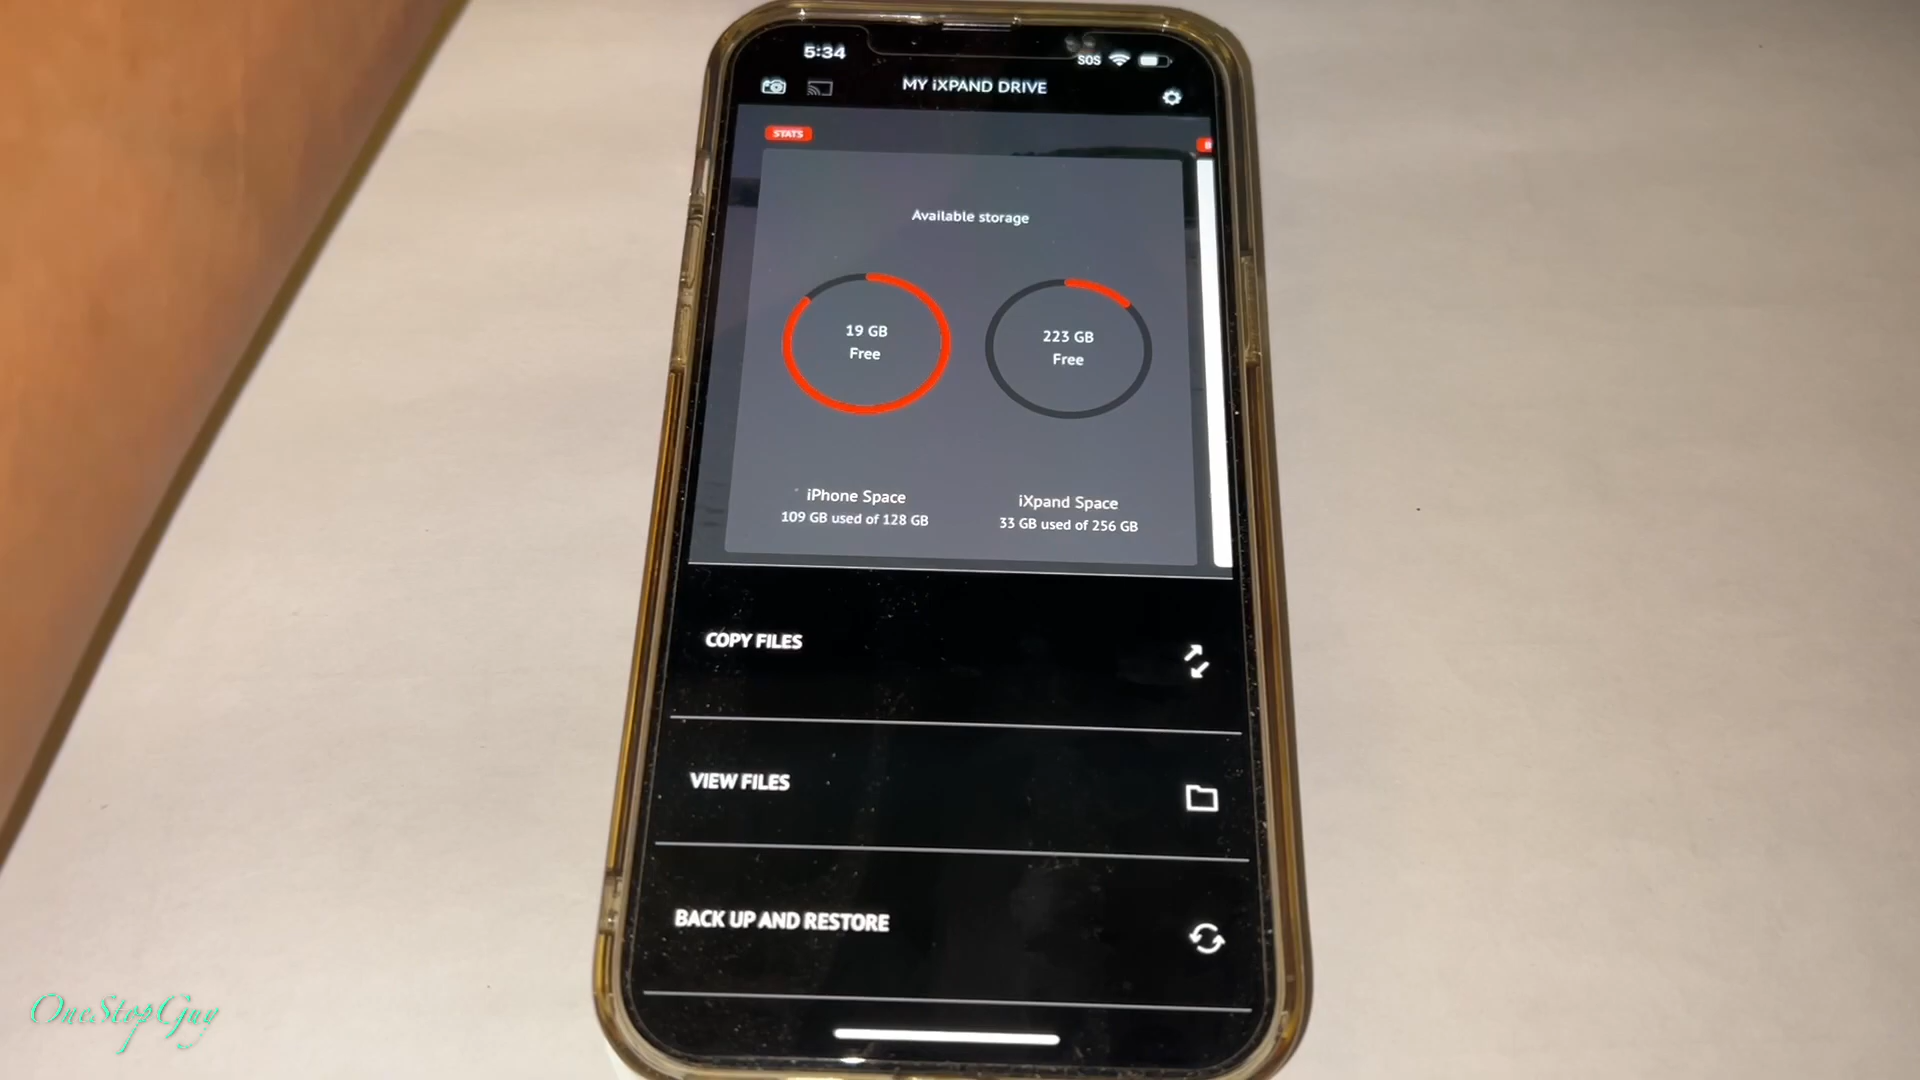 5:34
SOS
MY iXPAND DRIVE
STATS
Available storage
19 GB
Free
223 GB
Free
iPhone Space
109 GB used of 128 GB
iXpand Space
33 GB used of 256 GB
COPY FILES
VIEW FILES
BACK UP AND RESTORE
OneStopGuy